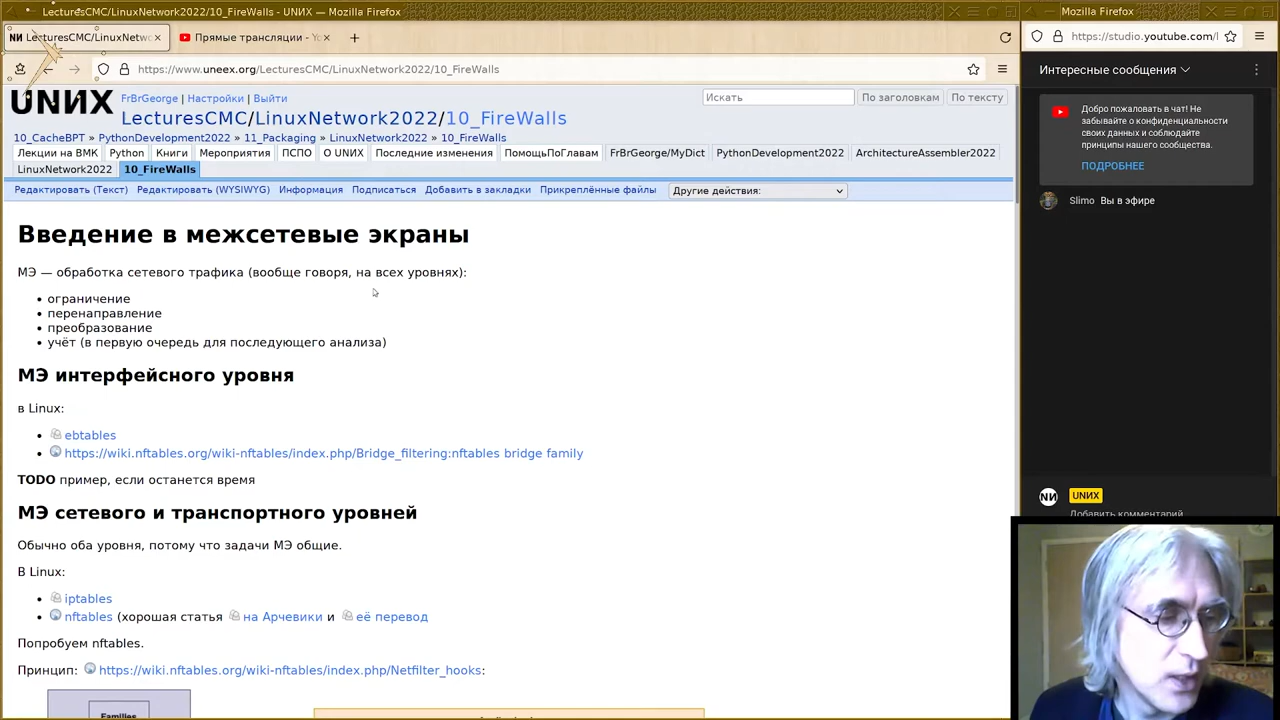 LecturesCMC/LinuxNetwork2022/10_FireWalls - UNИX — Mozilla Firefox
Mozilla Firefox
NИ LecturesCMC/LinuxNetwo
Прямые трансляции - Yo
https://www.uneex.org/LecturesCMC/LinuxNetwork2022/10_FireWalls
https://studio.youtube.com/l
UNИX
FrBrGeorge | Настройки | Выйти
Искать
По заголовкам
По тексту
LecturesCMC/LinuxNetwork2022/10_FireWalls
10_CacheBPT » PythonDevelopment2022 » 11_Packaging » LinuxNetwork2022 » 10_FireWalls
Лекции на ВМК Python Книги Мероприятия ПСПО О UNИX Последние изменения ПомощьПоГлавам FrBrGeorge/MyDict PythonDevelopment2022 ArchitectureAssembler2022
LinuxNetwork2022 10_FireWalls
Редактировать (Текст) Редактировать (WYSIWYG) Информация Подписаться Добавить в закладки Прикреплённые файлы Другие действия:
Введение в межсетевые экраны
МЭ — обработка сетевого трафика (вообще говоря, на всех уровнях):
ограничение
перенаправление
преобразование
учёт (в первую очередь для последующего анализа)
МЭ интерфейсного уровня
в Linux:
ebtables
https://wiki.nftables.org/wiki-nftables/index.php/Bridge_filtering:nftables bridge family
TODO пример, если останется время
МЭ сетевого и транспортного уровней
Обычно оба уровня, потому что задачи МЭ общие.
В Linux:
iptables
nftables (хорошая статья на Арчевики и её перевод
Попробуем nftables.
Принцип: https://wiki.nftables.org/wiki-nftables/index.php/Netfilter_hooks:
Families
Интересные сообщения
Добро пожаловать в чат! Не
забывайте о конфиденциальности
своих данных и соблюдайте
принципы нашего сообщества.
ПОДРОБНЕЕ
Slimo Вы в эфире
NИ UNИX
Добавить комментарий